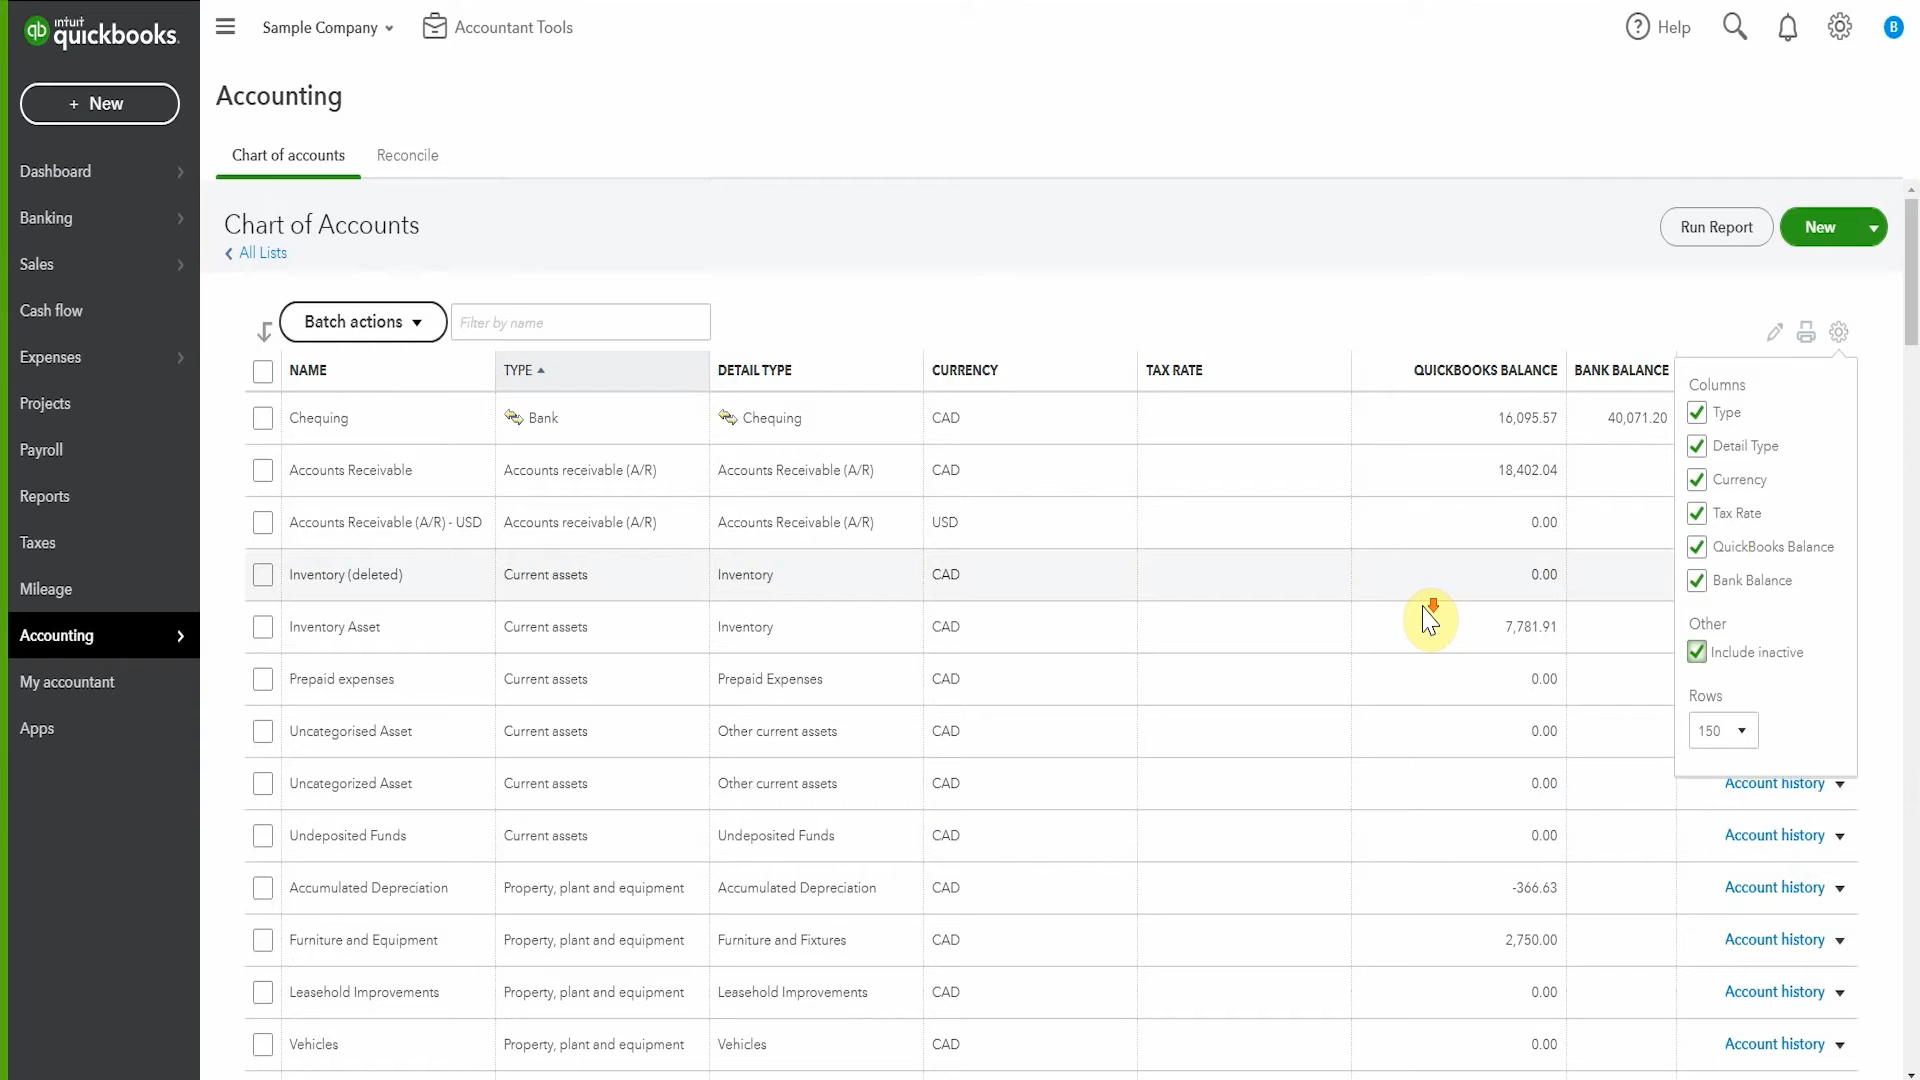 intuit
quickbooks.
Sample Company
Accountant Tools
Help
B
+ New
Accounting
Dashboard
Banking
Sales
Cash flow
Expenses
Projects
Payroll
Reports
Taxes
Mileage
Accounting
My accountant
Apps
Chart of accounts Reconcile
Chart of Accounts
All Lists
Run Report New
Batch actions Filter by name
NAME TYPE DETAIL TYPE CURRENCY TAX RATE QUICKBOOKS BALANCE BANK BALANCE
Chequing Bank Chequing CAD 16,095.57 40,071.20
Accounts Receivable Accounts receivable (A/R) Accounts Receivable (A/R) CAD 18,402.04
Accounts Receivable (A/R) - USD Accounts receivable (A/R) Accounts Receivable (A/R) USD 0.00
Inventory (deleted) Current assets Inventory CAD 0.00
Inventory Asset Current assets Inventory CAD 7,781.91
Prepaid expenses Current assets Prepaid Expenses CAD 0.00
Uncategorised Asset Current assets Other current assets CAD 0.00
Uncategorized Asset Current assets Other current assets CAD 0.00 Account history
Undeposited Funds Current assets Undeposited Funds CAD 0.00 Account history
Accumulated Depreciation Property, plant and equipment Accumulated Depreciation CAD -366.63 Account history
Furniture and Equipment Property, plant and equipment Furniture and Fixtures CAD 2,750.00 Account history
Leasehold Improvements Property, plant and equipment Leasehold Improvements CAD 0.00 Account history
Vehicles Property, plant and equipment Vehicles CAD 0.00 Account history
Columns
Type
Detail Type
Currency
Tax Rate
QuickBooks Balance
Bank Balance
Other
Include inactive
Rows
150